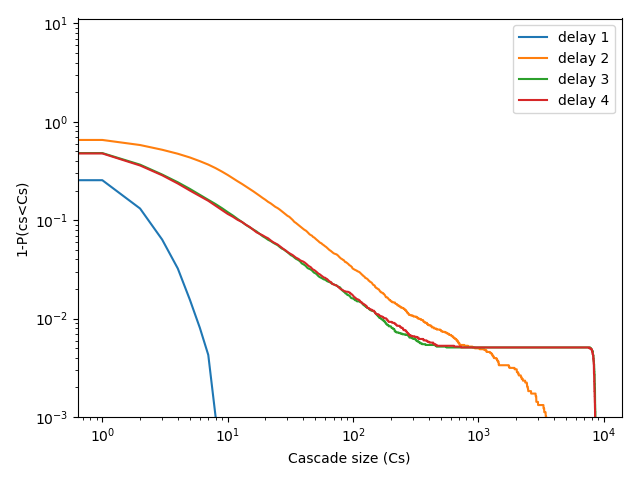 10¹
10⁰
10⁻¹
10⁻²
10⁻³
1-P(cs<Cs)
delay 1
delay 2
delay 3
delay 4
10⁰
10¹
10²
10³
10⁴
Cascade size (Cs)